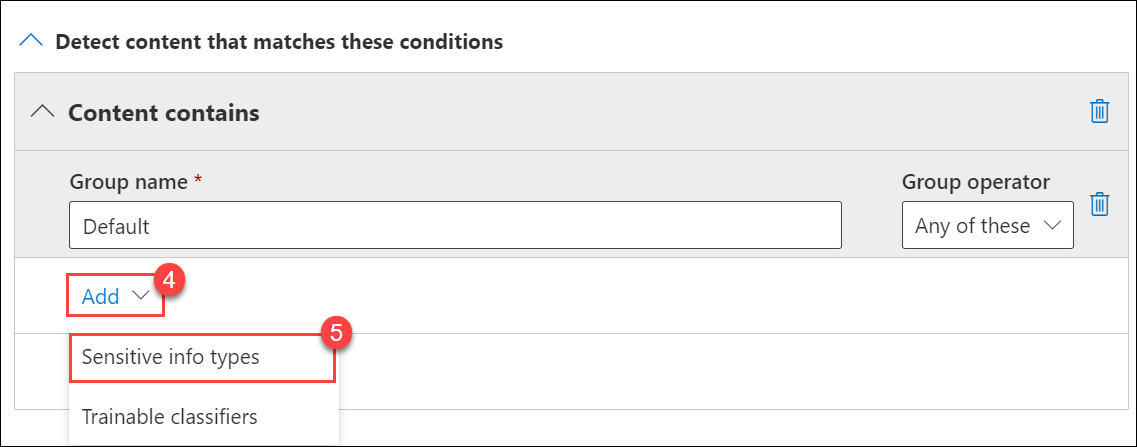 Detect content that matches these conditions
Content contains
Group name *
Group operator
Default
Any of these
Add
4
5
Sensitive info types
Trainable classifiers